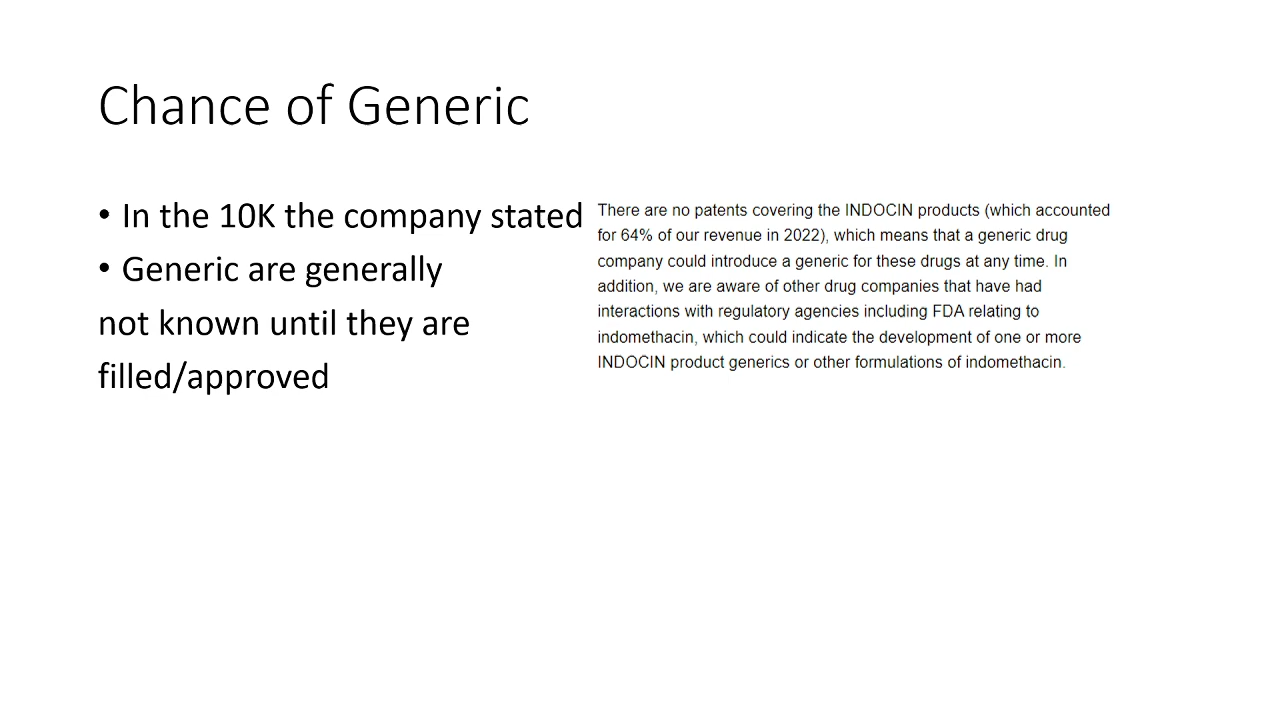 Chance of Generic
• In the 10K the company stated
• Generic are generally
not known until they are
filled/approved
There are no patents covering the INDOCIN products (which accounted
for 64% of our revenue in 2022), which means that a generic drug
company could introduce a generic for these drugs at any time. In
addition, we are aware of other drug companies that have had
interactions with regulatory agencies including FDA relating to
indomethacin, which could indicate the development of one or more
INDOCIN product generics or other formulations of indomethacin.